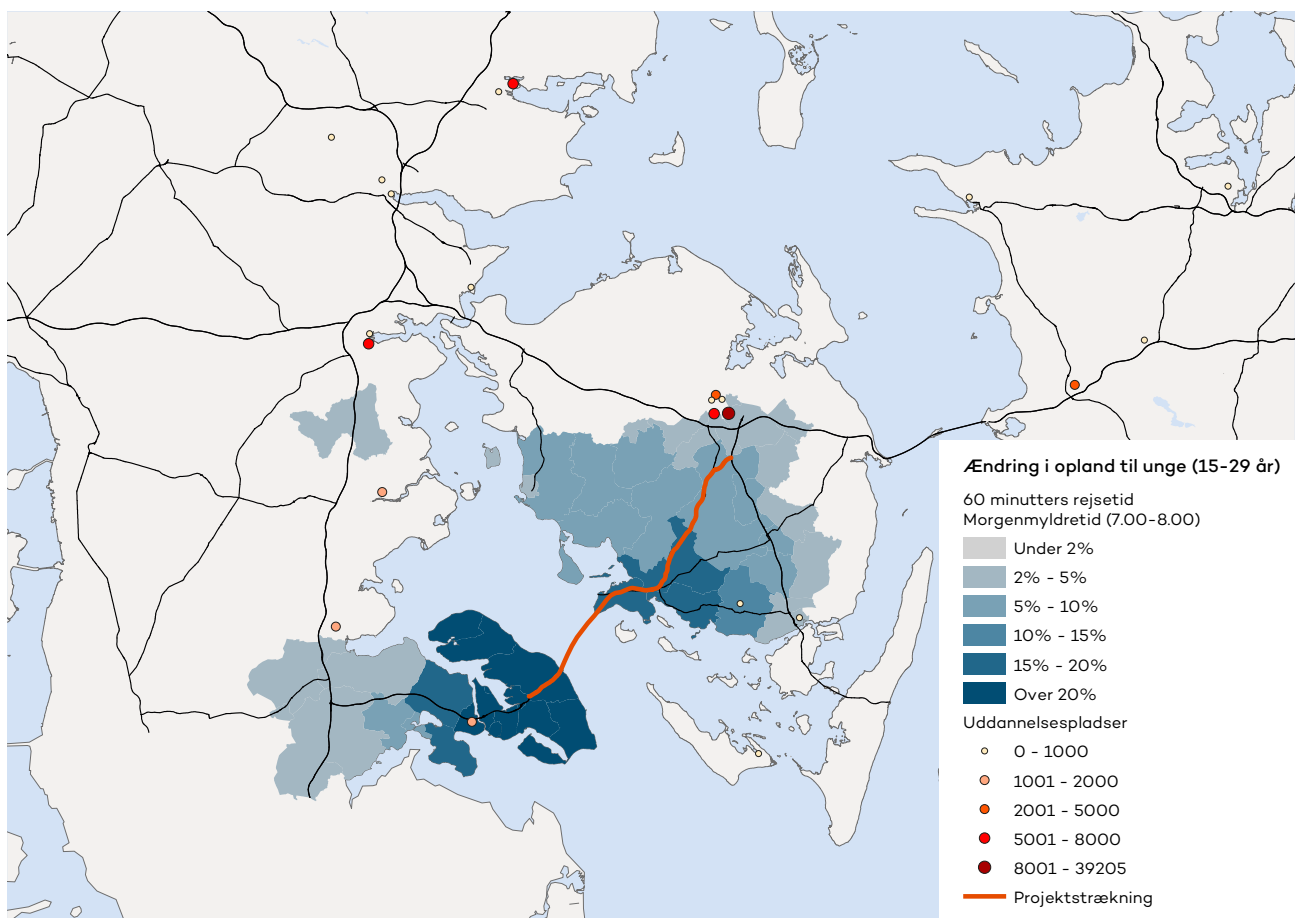 Ændring i opland til unge (15-29 år)
60 minutters rejsetid
Morgenmyldretid (7.00-8.00)
Under 2%
2% - 5%
5% - 10%
10% - 15%
15% - 20%
Over 20%
Uddannelsespladser
0 - 1000
1001 - 2000
2001 - 5000
5001 - 8000
8001 - 39205
Projektstrækning